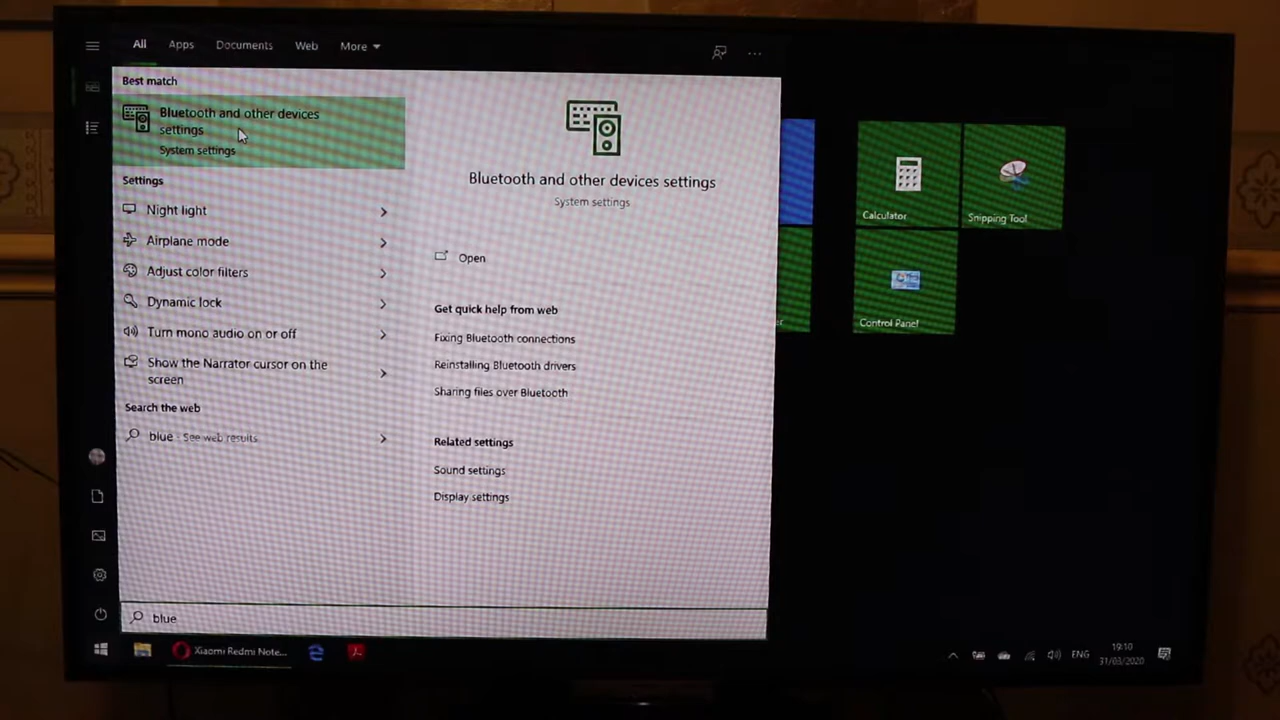 All
Apps
Documents
Web
More
Best match
Bluetooth and other devices
settings
System settings
Settings
Night light
Airplane mode
Adjust color filters
Dynamic lock
Turn mono audio on or off
Show the Narrator cursor on the
screen
Search the web
blue - See web results
Bluetooth and other devices settings
System settings
Open
Get quick help from web
Fixing Bluetooth connections
Reinstalling Bluetooth drivers
Sharing files over Bluetooth
Related settings
Sound settings
Display settings
Calculator
Snipping Tool
Control Panel
blue
Xiaomi Redmi Note...
ENG
19:10
31/03/2020